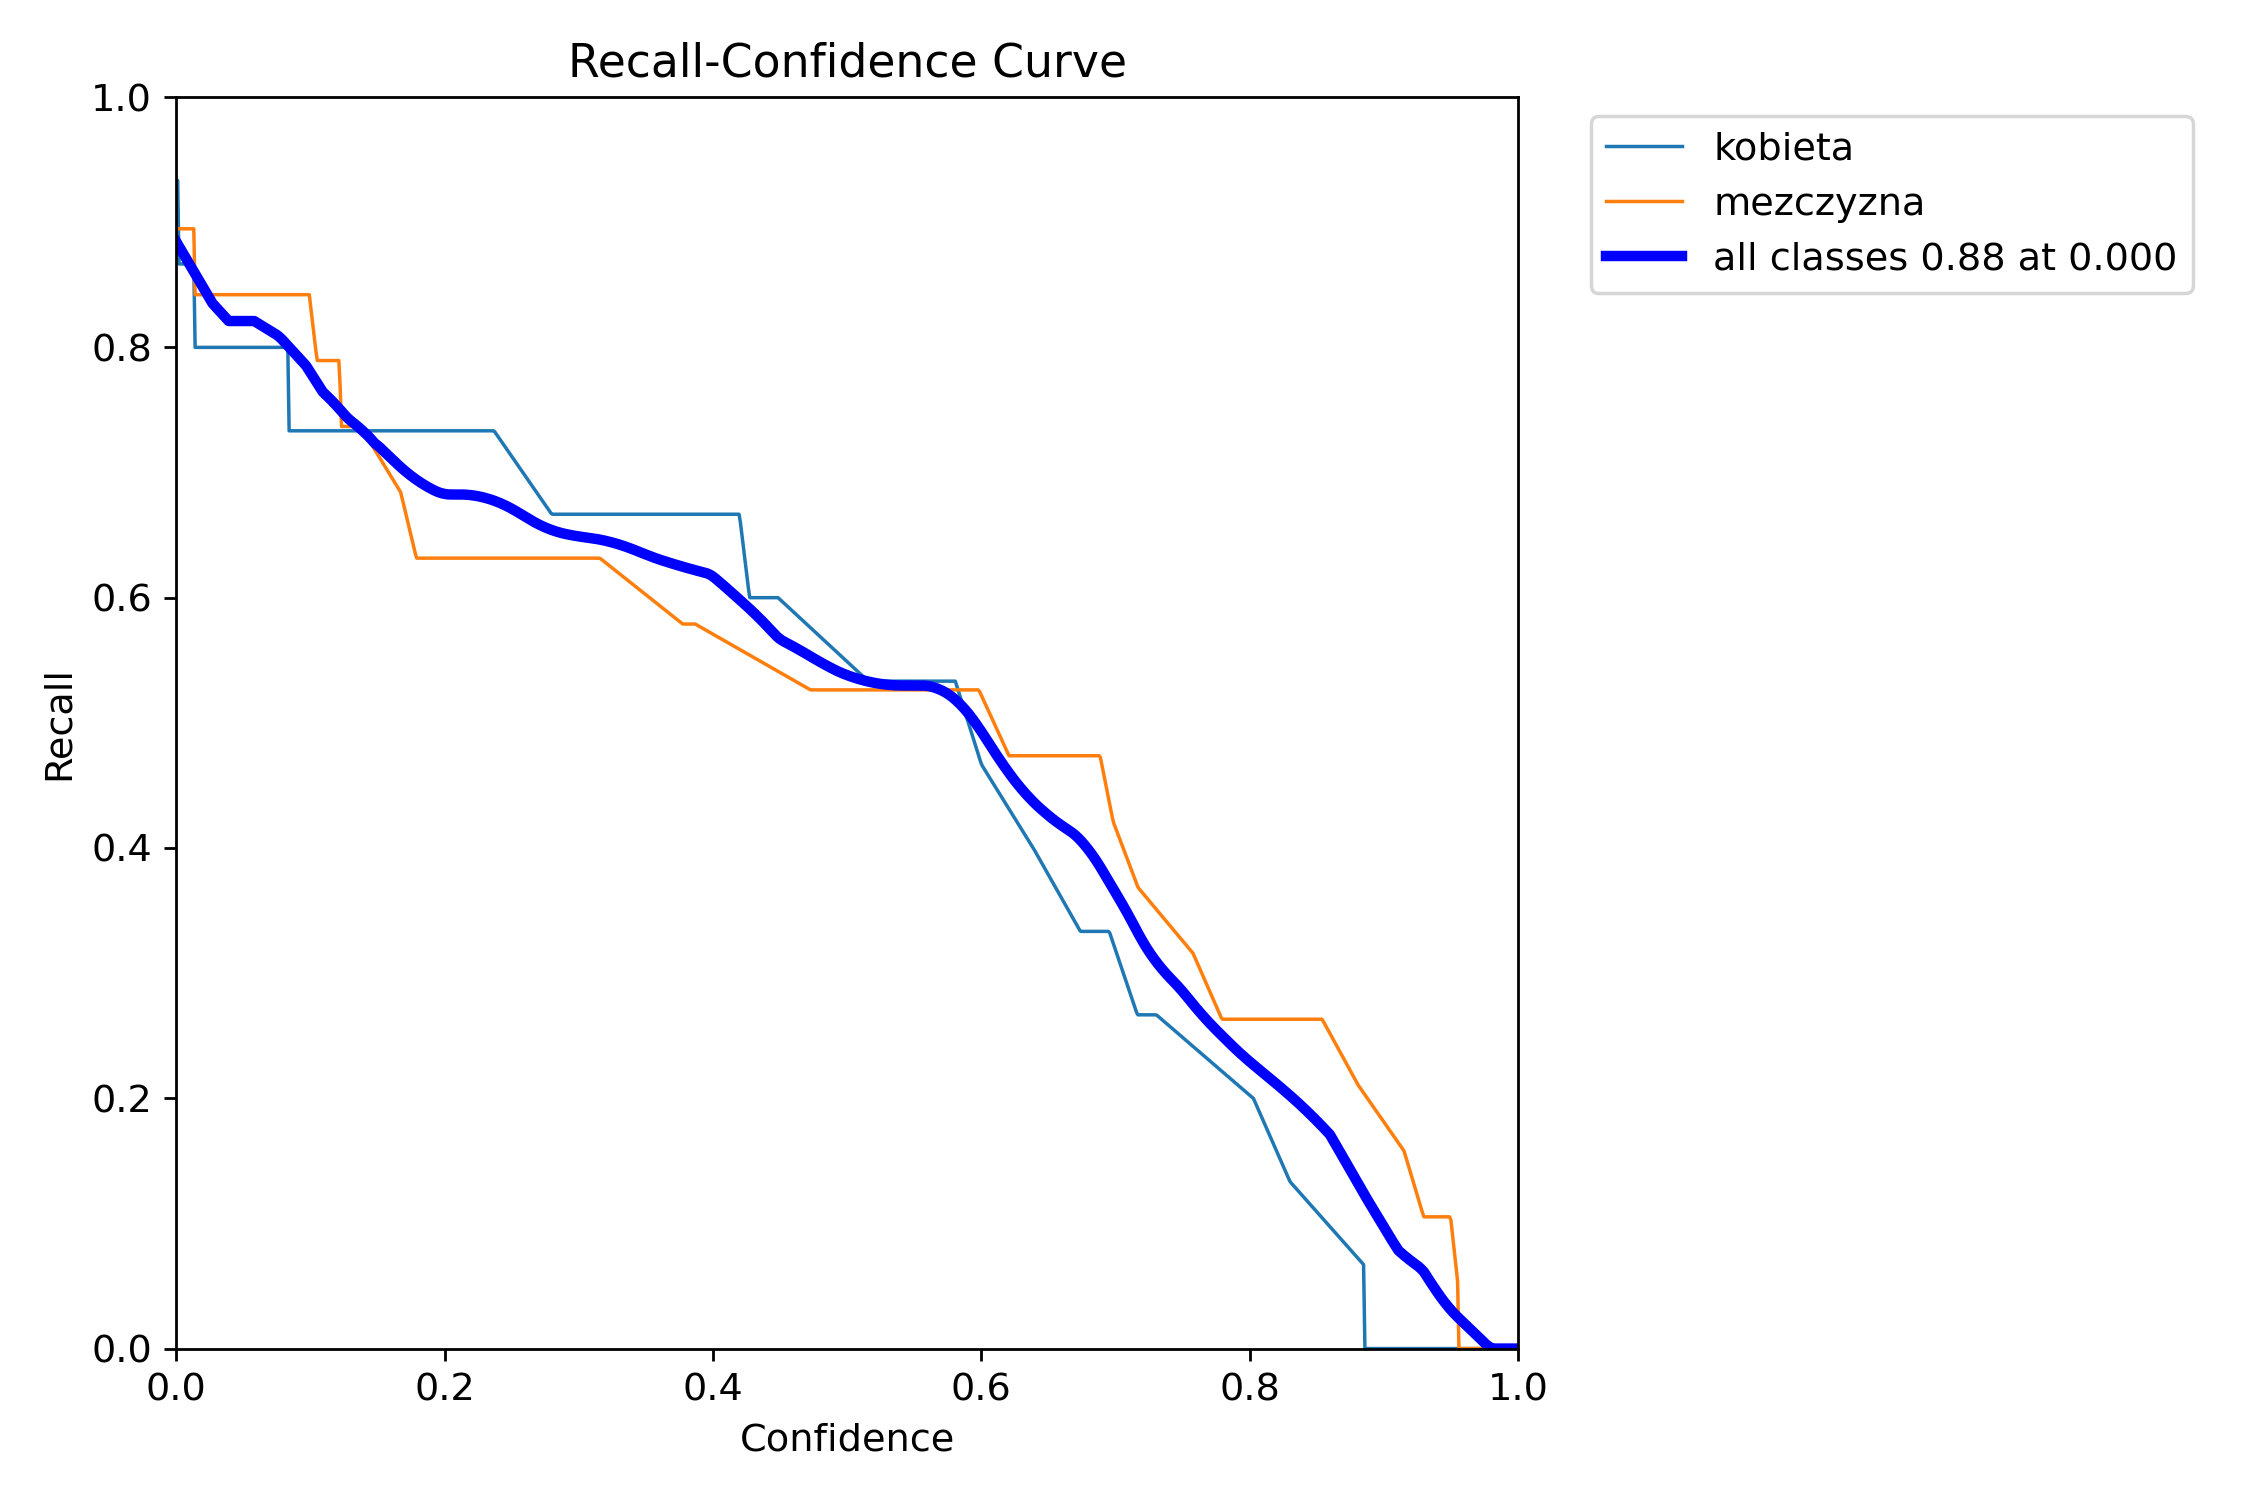 Recall-Confidence Curve
1.0
0.8
0.6
0.4
0.2
0.0
Recall
0.0 0.2 0.4 0.6 0.8 1.0
Confidence
kobieta
mezczyzna
all classes 0.88 at 0.000